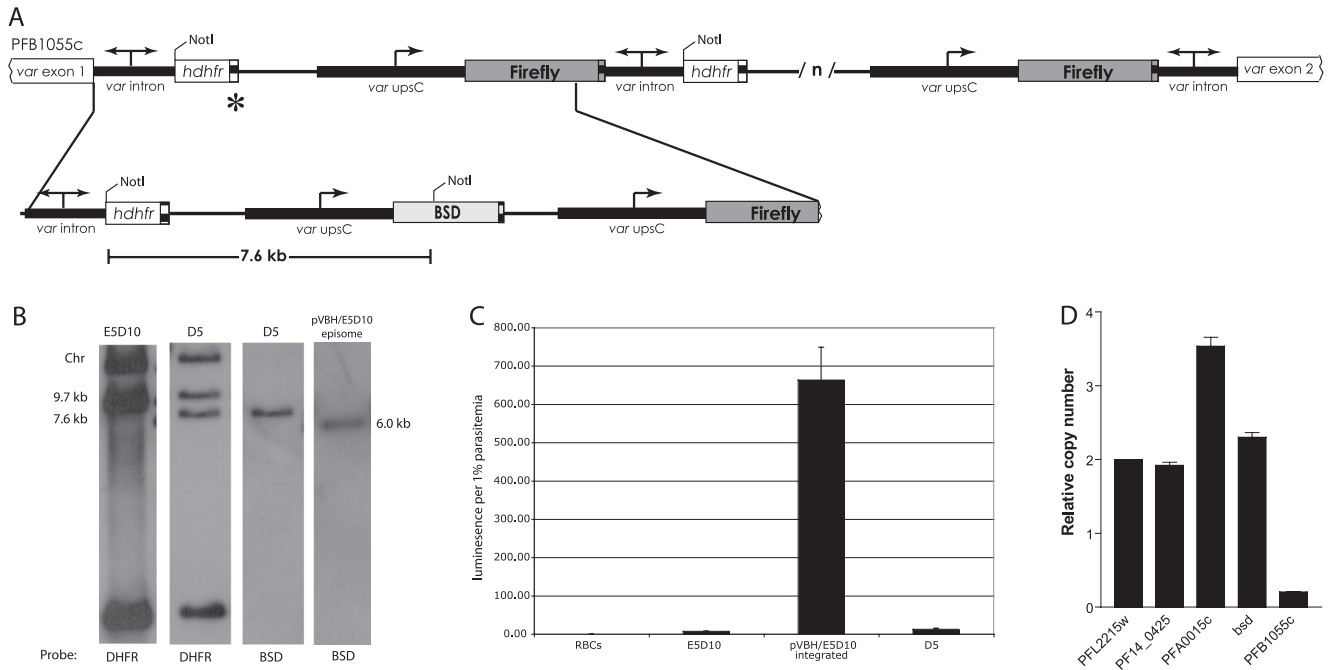 A
PFB1055c
NotI
NotI
var exon 1
hdhfr
Firefly
hdhfr
/ n /
Firefly
var exon 2
var intron
*
var upsC
var intron
var upsC
var intron
NotI
NotI
hdhfr
BSD
Firefly
var intron
var upsC
var upsC
7.6 kb
B
E5D10
D5
D5
pVBH/E5D10
episome
Chr
9.7 kb
7.6 kb
6.0 kb
Probe:
DHFR
DHFR
BSD
BSD
C
luminesence per 1% parasitemia
800.00
700.00
600.00
500.00
400.00
300.00
200.00
100.00
0.00
RBCs
E5D10
pVBH/E5D10
integrated
D5
D
Relative copy number
4
3
2
1
0
PFL2215w
PF14_0425
PFA0015c
bsd
PFB1055c